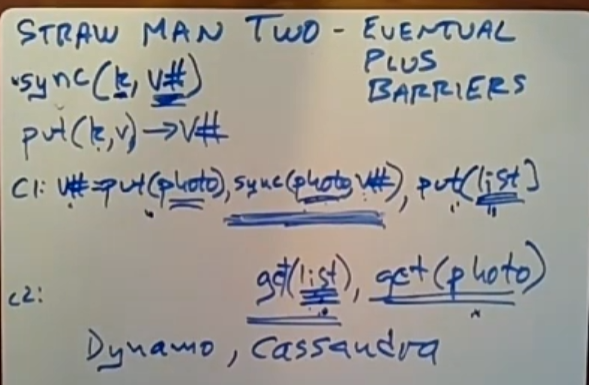 STRAW MAN TWO - EVENTUAL
PLUS
BARRIERS
sync(k, v#)
put(k,v) → v#
C1: v#=put(photo), sync(photo, v#), put(list)
C2: get(list), get(photo)
Dynamo, Cassandra